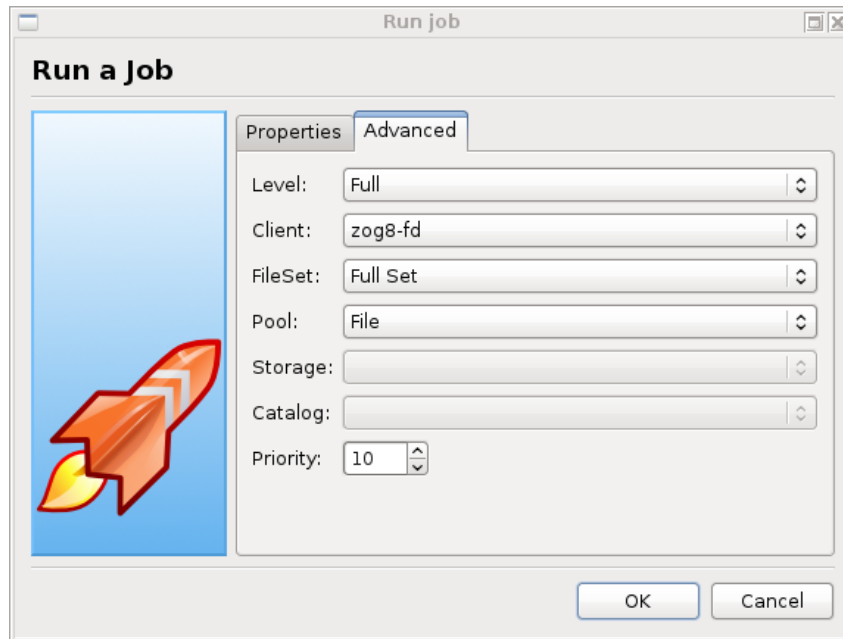 Run job
Run a Job
Properties
Advanced
Level:
Full
Client:
zog8-fd
FileSet:
Full Set
Pool:
File
Storage:
Catalog:
Priority:
10
OK
Cancel